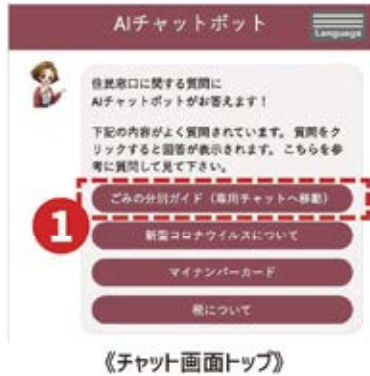 AIチャットボット
Language
住民窓口に関する質問に
AIチャットボットがお答えます！
下記の内容がよく質問されています。質問をク
リックすると回答が表示されます。こちらを参
考に質問して見て下さい。
ごみの分別ガイド（専用チャットへ移動）
1
新型コロナウイルスについて
マイナンバーカード
税について
《チャット画面トップ》